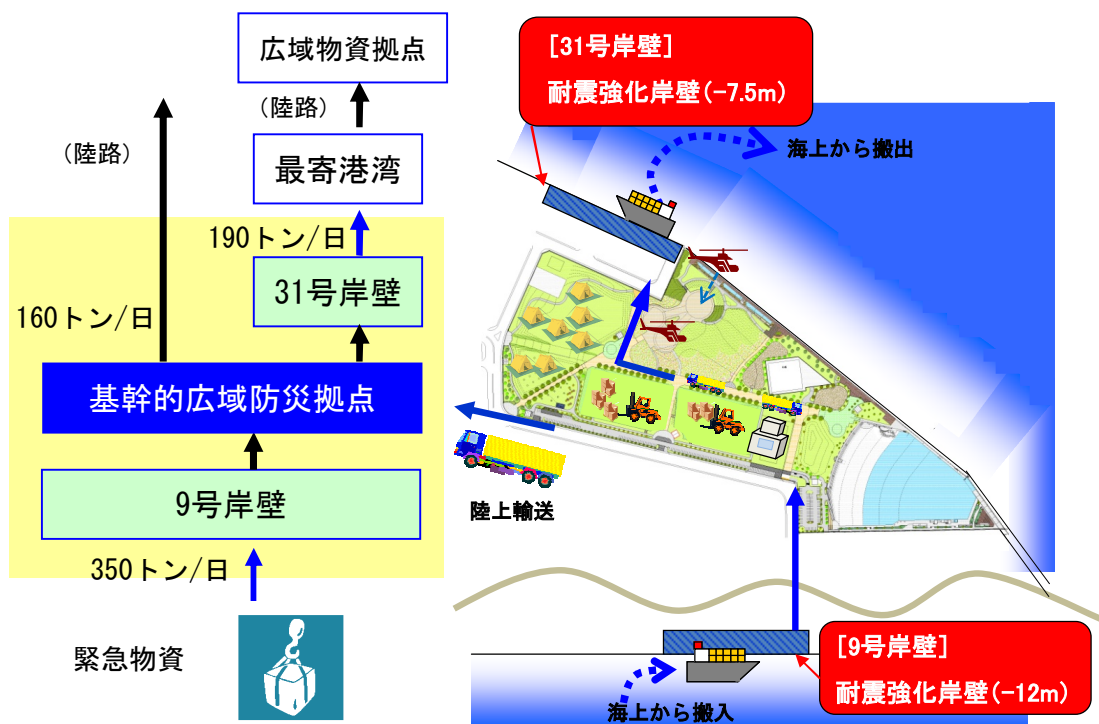 広域物資拠点
(陸路)
(陸路)
最寄港湾
190トン/日
31号岸壁
160トン/日
基幹的広域防災拠点
9号岸壁
350トン/日
緊急物資
[31号岸壁]
耐震強化岸壁(-7.5m)
海上から搬出
陸上輸送
[9号岸壁]
耐震強化岸壁(-12m)
海上から搬入